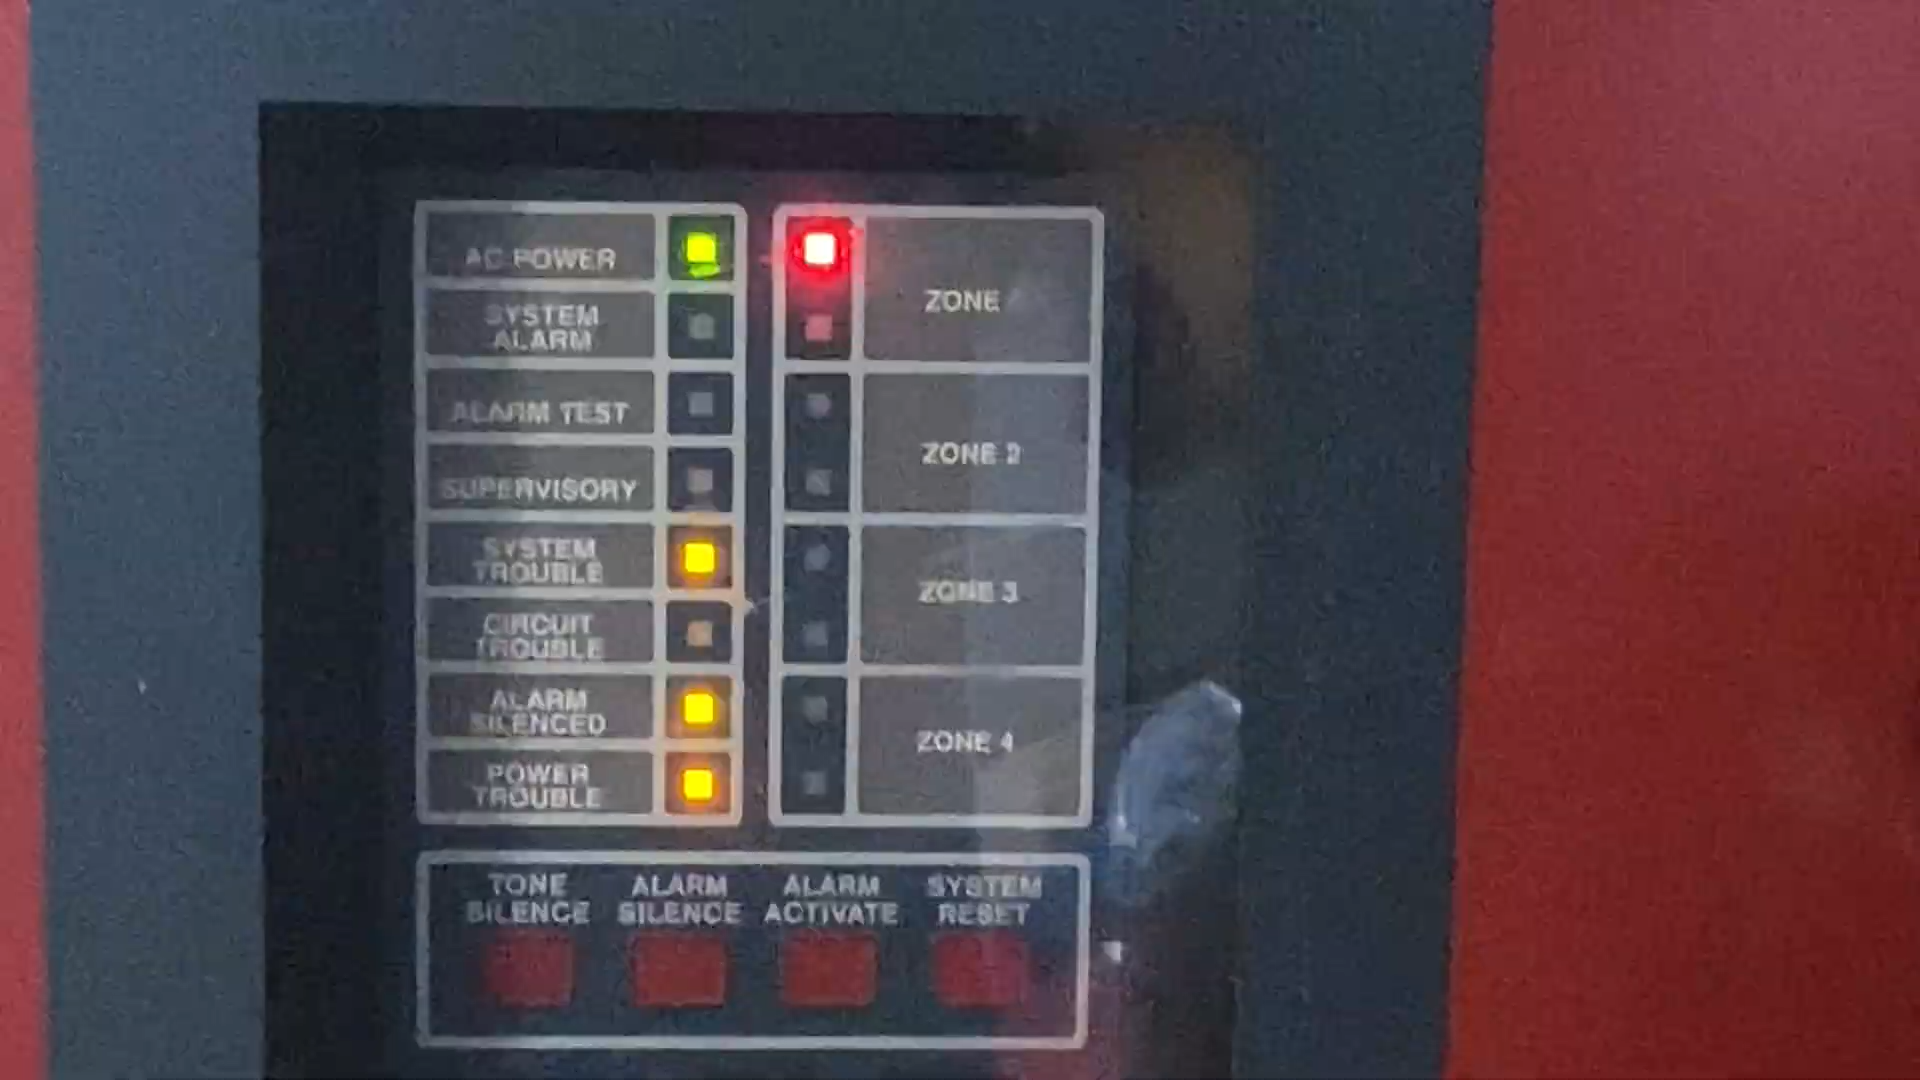 AC POWER
SYSTEM
ALARM
ALARM TEST
SUPERVISORY
SYSTEM
TROUBLE
CIRCUIT
TROUBLE
ALARM
SILENCED
POWER
TROUBLE
ZONE
ZONE 2
ZONE 3
ZONE 4
TONE
SILENCE
ALARM
SILENCE
ALARM
ACTIVATE
SYSTEM
RESET